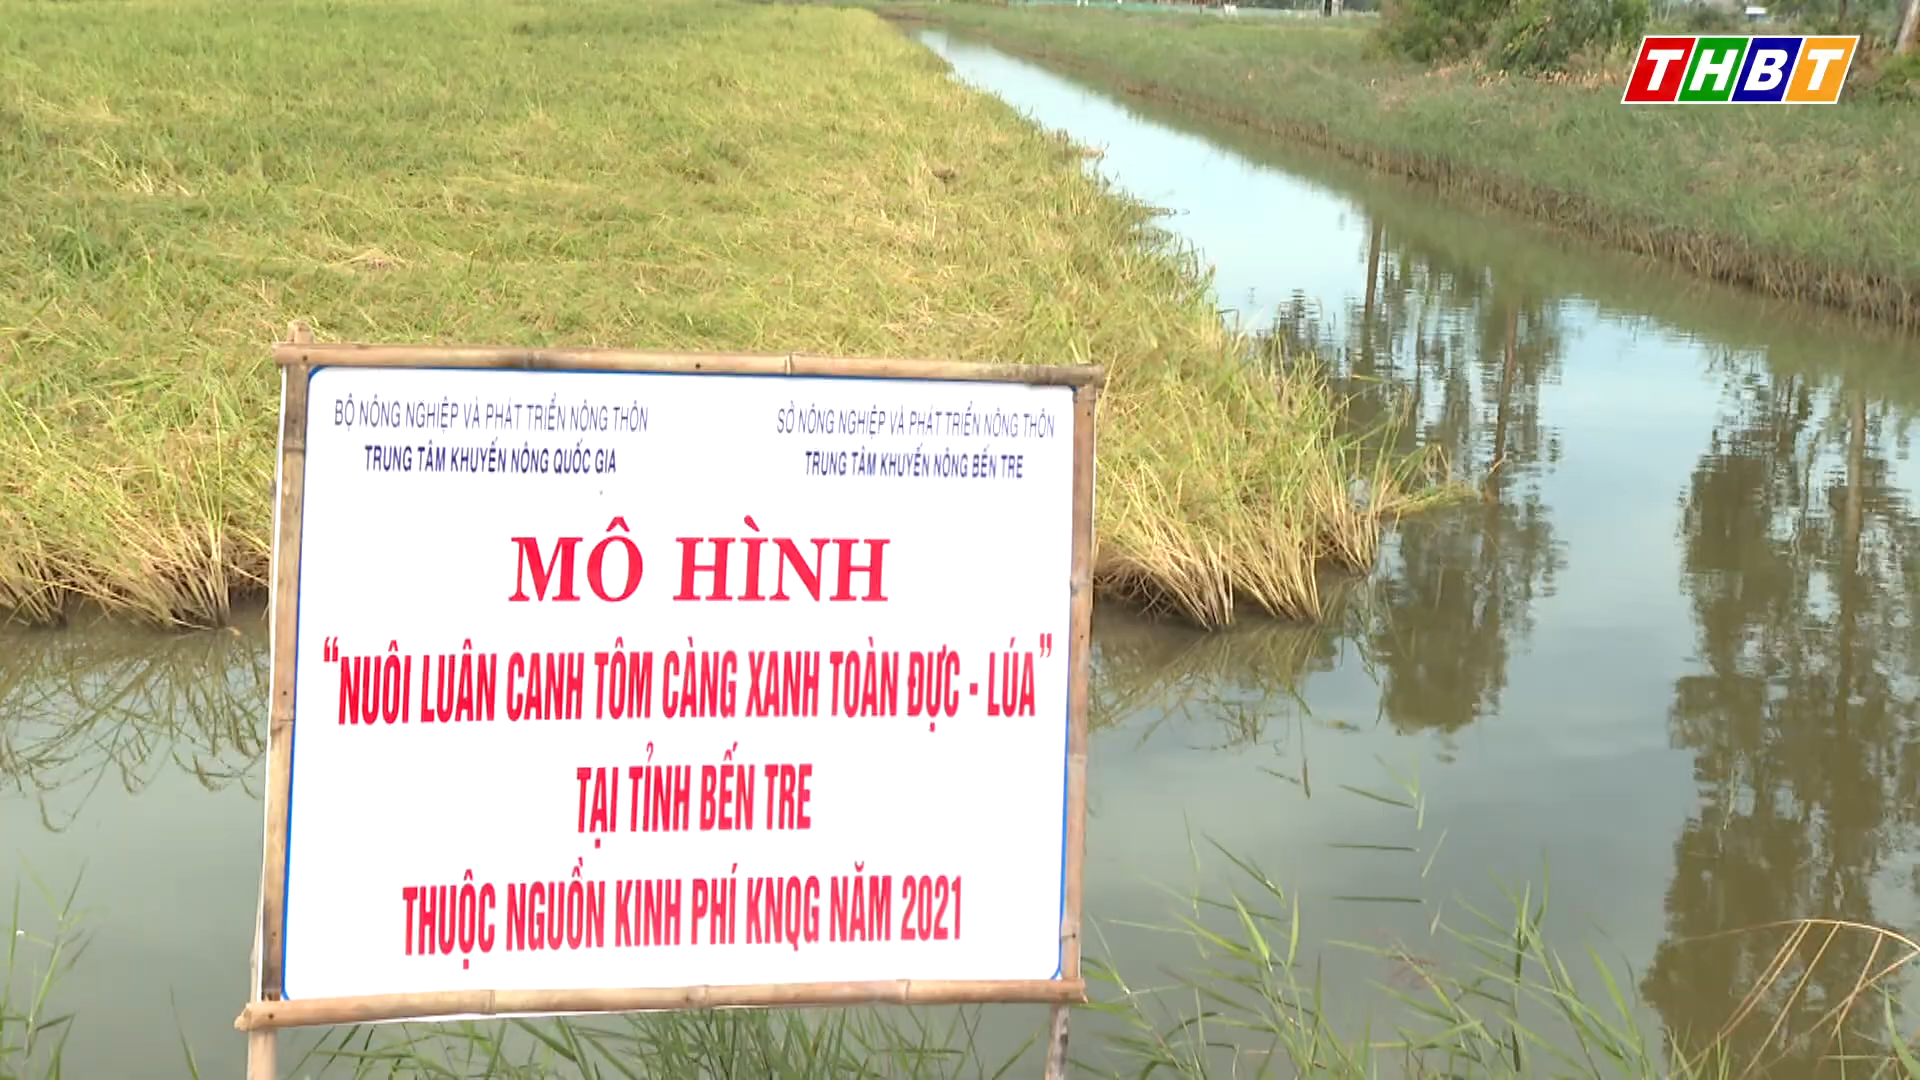 THBT
BỘ NÔNG NGHIỆP VÀ PHÁT TRIỂN NÔNG THÔN
TRUNG TÂM KHUYẾN NÔNG QUỐC GIA
SỞ NÔNG NGHIỆP VÀ PHÁT TRIỂN NÔNG THÔN
TRUNG TÂM KHUYẾN NÔNG BẾN TRE
MÔ HÌNH
“NUÔI LUÂN CANH TÔM CÀNG XANH TOÀN ĐỰC - LÚA”
TẠI TỈNH BẾN TRE
THUỘC NGUỒN KINH PHÍ KNQG NĂM 2021